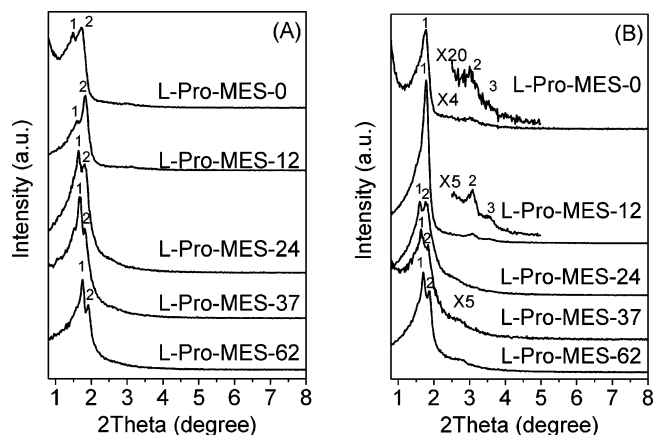 (A)
1 2
L-Pro-MES-0
2
1
L-Pro-MES-12
1
2
L-Pro-MES-24
1
2
L-Pro-MES-37
1
2
L-Pro-MES-62
Intensity (a.u.)
1 2 3 4 5 6 7 8
2Theta (degree)
(B)
1
X20
2
3
L-Pro-MES-0
X4
1
X5
2
3
L-Pro-MES-12
1 2
L-Pro-MES-24
1
2
X5
L-Pro-MES-37
1
2
L-Pro-MES-62
Intensity (a.u.)
1 2 3 4 5 6 7 8
2Theta (degree)